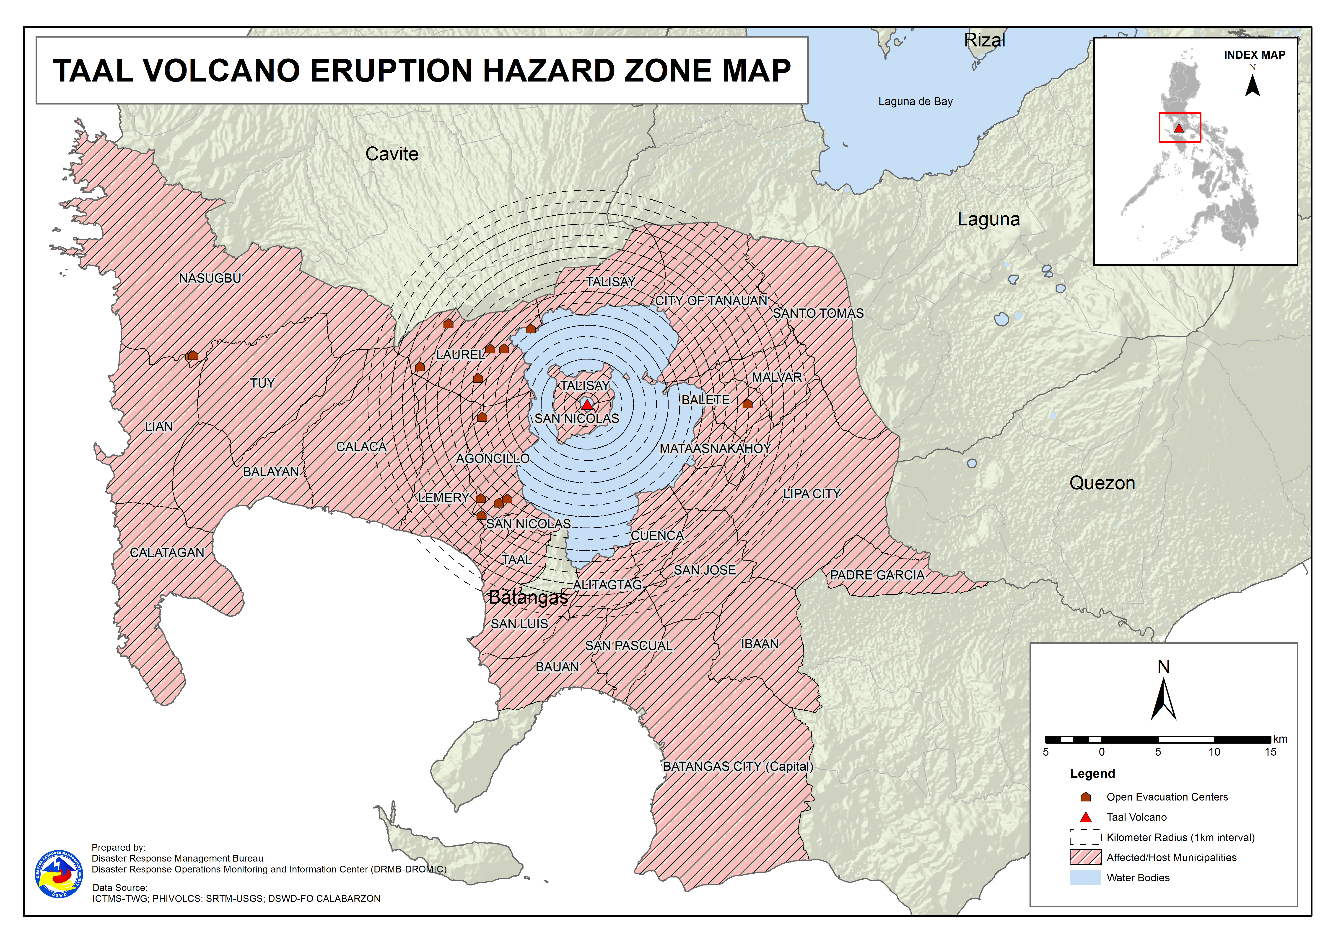 TAAL VOLCANO ERUPTION HAZARD ZONE MAP
INDEX MAP
N
Rizal
Laguna de Bay
Cavite
Laguna
Quezon
Batangas
NASUGBU
TALISAY
CITY OF TANAUAN
SANTO TOMAS
LAUREL
TUY
TALISAY
MALVAR
BALETE
LIAN
SAN NICOLAS
CALACA
AGONCILLO
MATAASNAKAHOY
BALAYAN
LEMERY
LIPA CITY
SAN NICOLAS
CUENCA
CALATAGAN
TAAL
SAN JOSE
PADRE GARCIA
ALITAGTAG
SAN LUIS
SAN PASCUAL
IBAAN
BAUAN
BATANGAS CITY (Capital)
N
5 0 5 10 15 km
Legend
Open Evacuation Centers
Taal Volcano
Kilometer Radius (1km interval)
Affected/Host Municipalities
Water Bodies
Prepared by:
Disaster Response Management Bureau
Disaster Response Operations Monitoring and Information Center (DRMB-DROMIC)
Data Source:
ICTMS-TWG; PHIVOLCS: SRTM-USGS; DSWD-FO CALABARZON